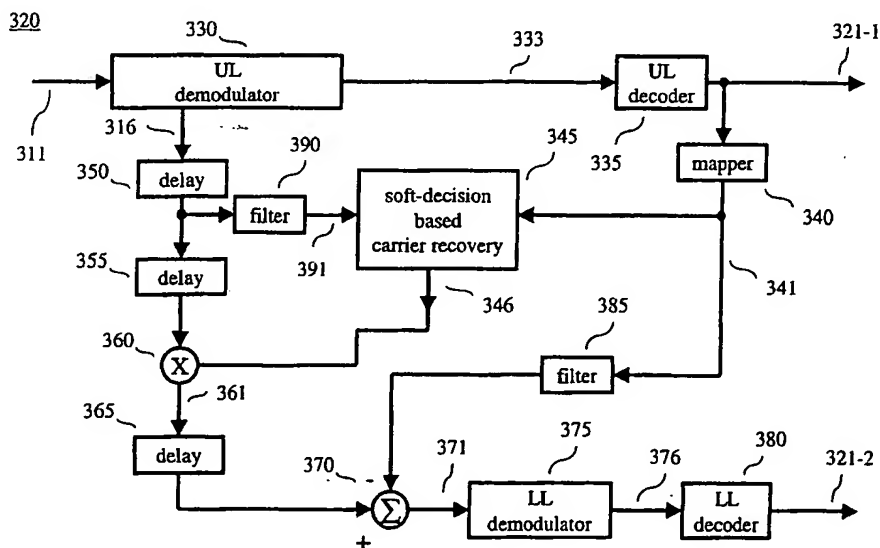 320
330
333
321-1
UL
demodulator
UL
decoder
311
316
390
345
335
350
delay
mapper
filter
soft-decision
based
carrier recovery
340
391
355
delay
346
341
385
360
X
filter
361
365
delay
370
371
375
376
380
321-2
Σ
LL
demodulator
LL
decoder
+